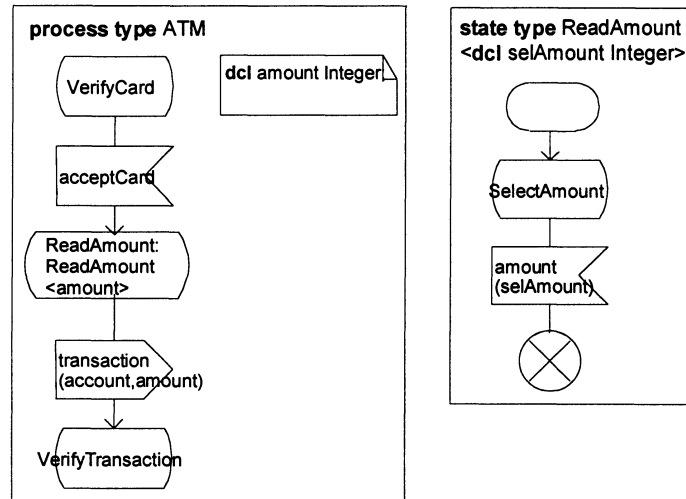 process type ATM
VerifyCard
dcl amount Integer
acceptCard
ReadAmount:
ReadAmount
<amount>
transaction
(account,amount)
VerifyTransaction
state type ReadAmount
<dcl selAmount Integer>
SelectAmount
amount
(selAmount)